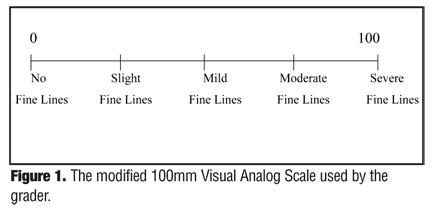 0 100
No Slight Mild Moderate Severe
Fine Lines Fine Lines Fine Lines Fine Lines Fine Lines
Figure 1. The modified 100mm Visual Analog Scale used by the
grader.